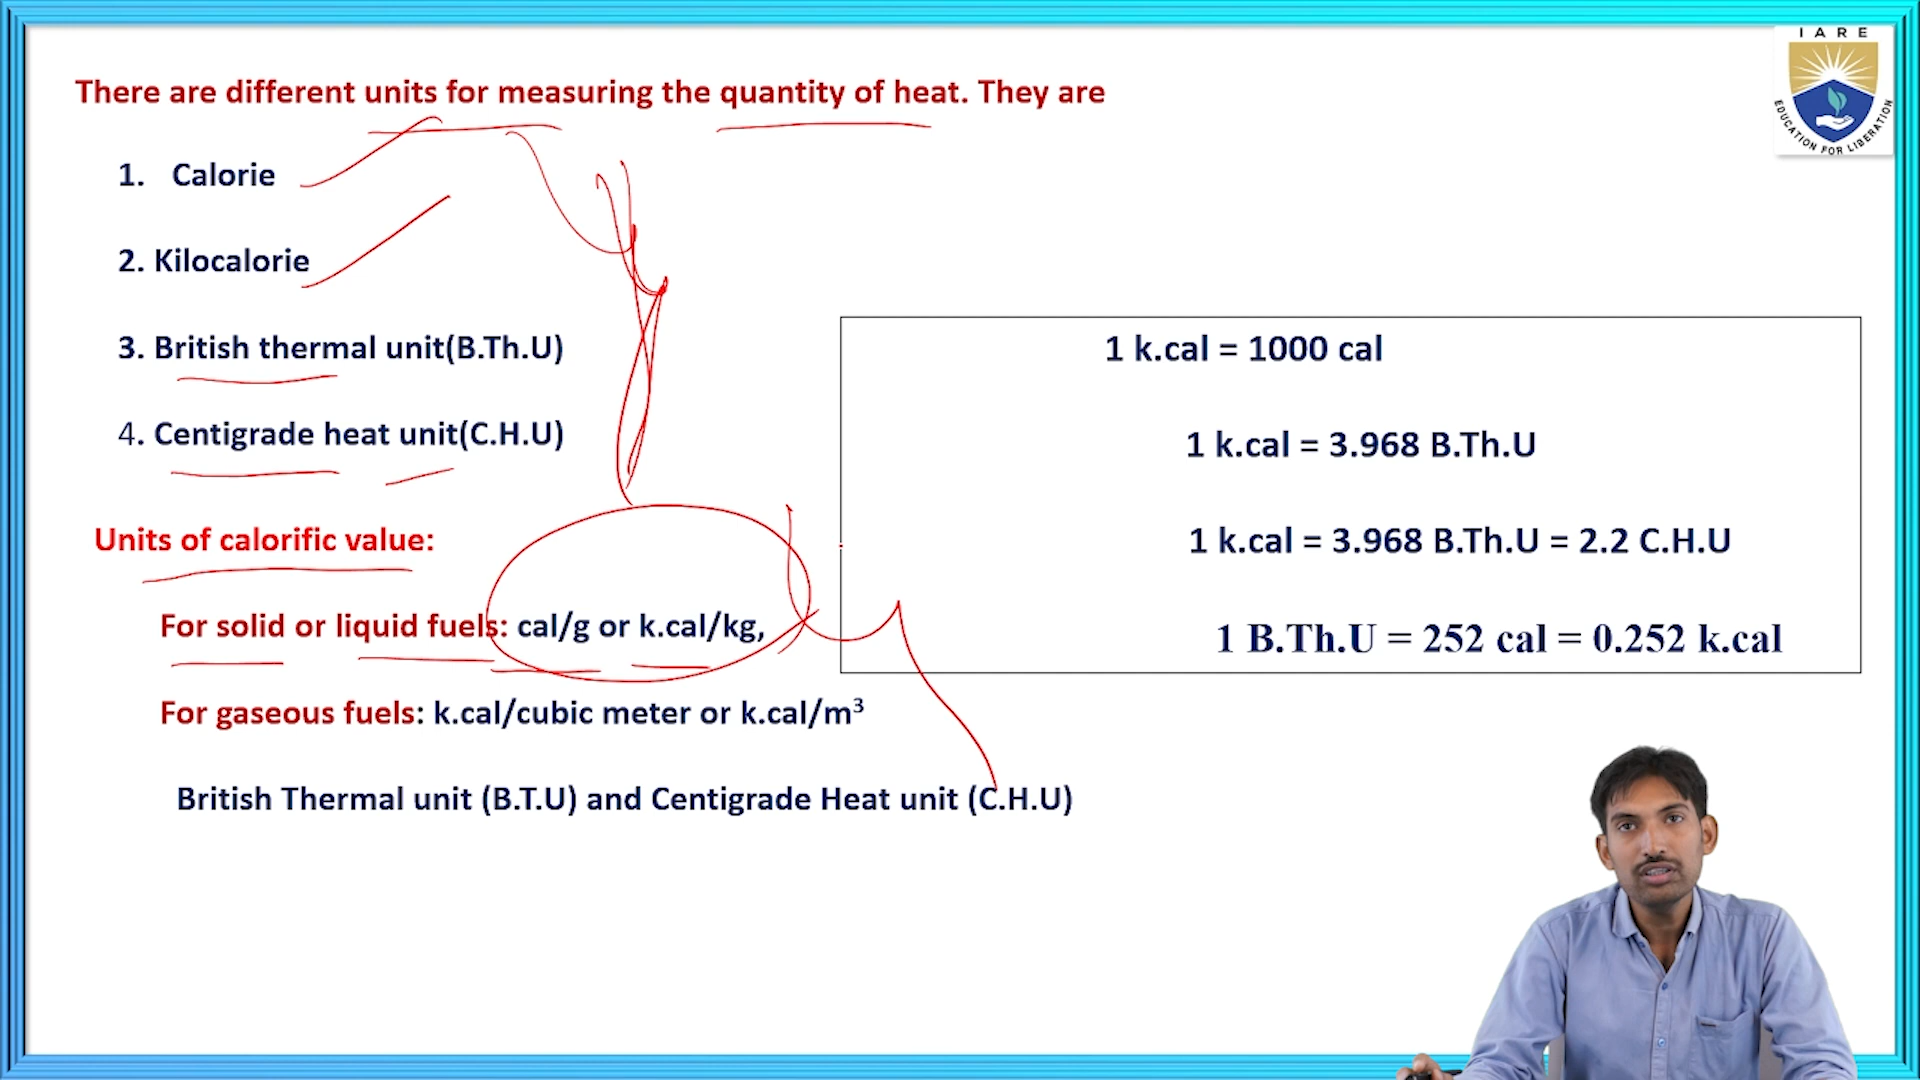 There are different units for measuring the quantity of heat. They are
1. Calorie
2. Kilocalorie
3. British thermal unit(B.Th.U)
4. Centigrade heat unit(C.H.U)
Units of calorific value:
For solid or liquid fuels: cal/g or k.cal/kg,
For gaseous fuels: k.cal/cubic meter or k.cal/m³
British Thermal unit (B.T.U) and Centigrade Heat unit (C.H.U)
1 k.cal = 1000 cal
1 k.cal = 3.968 B.Th.U
1 k.cal = 3.968 B.Th.U = 2.2 C.H.U
1 B.Th.U = 252 cal = 0.252 k.cal
IARE
EDUCATION FOR LIBERATION